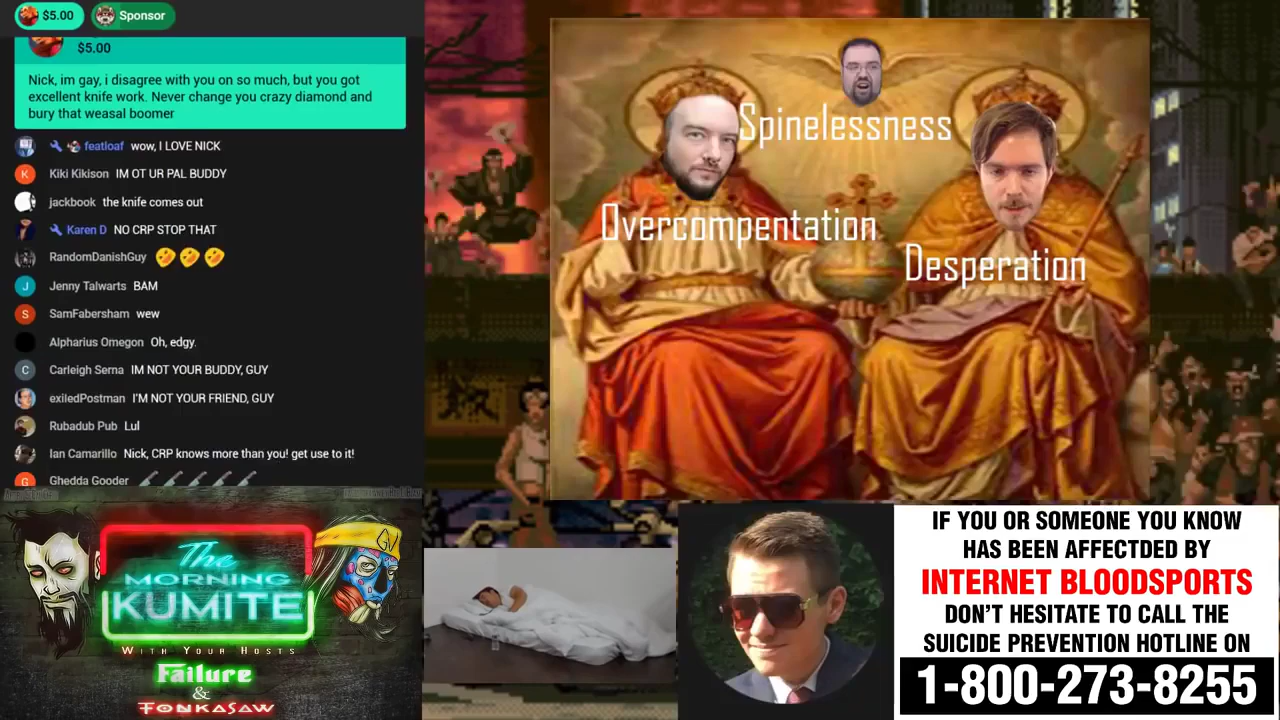 $5.00
Sponsor
$5.00
Nick, im gay, i disagree with you on so much, but you got
excellent knife work. Never change you crazy diamond and
bury that weasal boomer
featloaf wow, I LOVE NICK
Kiki Kikison IM OT UR PAL BUDDY
jackbook the knife comes out
Karen D NO CRP STOP THAT
RandomDanishGuy
J Jenny Talwarts BAM
S SamFabersham wew
Alpharius Omegon Oh, edgy.
C Carleigh Serna IM NOT YOUR BUDDY, GUY
exiledPostman I'M NOT YOUR FRIEND, GUY
Rubadub Pub Lul
Ian Camarillo Nick, CRP knows more than you! get use to it!
G Ghedda Gooder
Spinelessness
Overcompentation
Desperation
The
MORNING
KUMITE
WITH YOUR HOSTS
Failure
&
TONKASAW
IF YOU OR SOMEONE YOU KNOW
HAS BEEN AFFECTDED BY
INTERNET BLOODSPORTS
DON'T HESITATE TO CALL THE
SUICIDE PREVENTION HOTLINE ON
1-800-273-8255